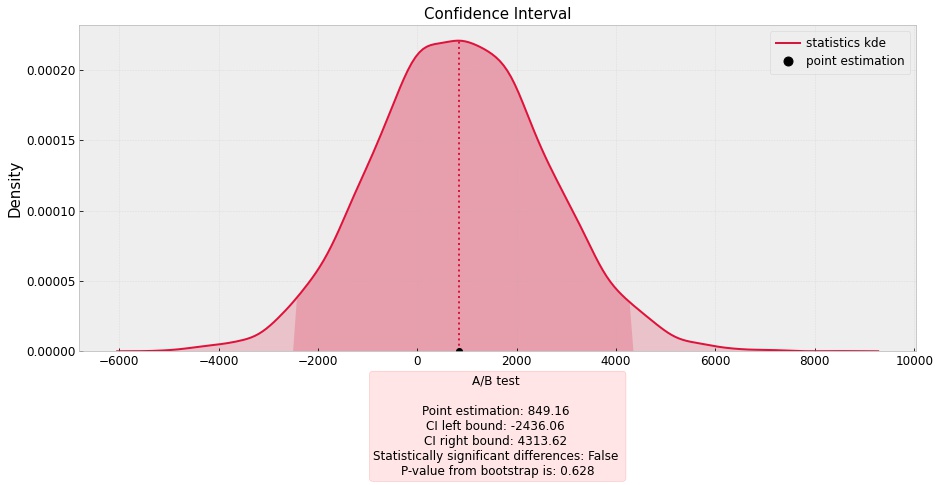 Confidence Interval
statistics kde
point estimation
Density
0.00020
0.00015
0.00010
0.00005
0.00000
−6000 −4000 −2000 0 2000 4000 6000 8000 10000
A/B test
Point estimation: 849.16
CI left bound: -2436.06
CI right bound: 4313.62
Statistically significant differences: False
P-value from bootstrap is: 0.628